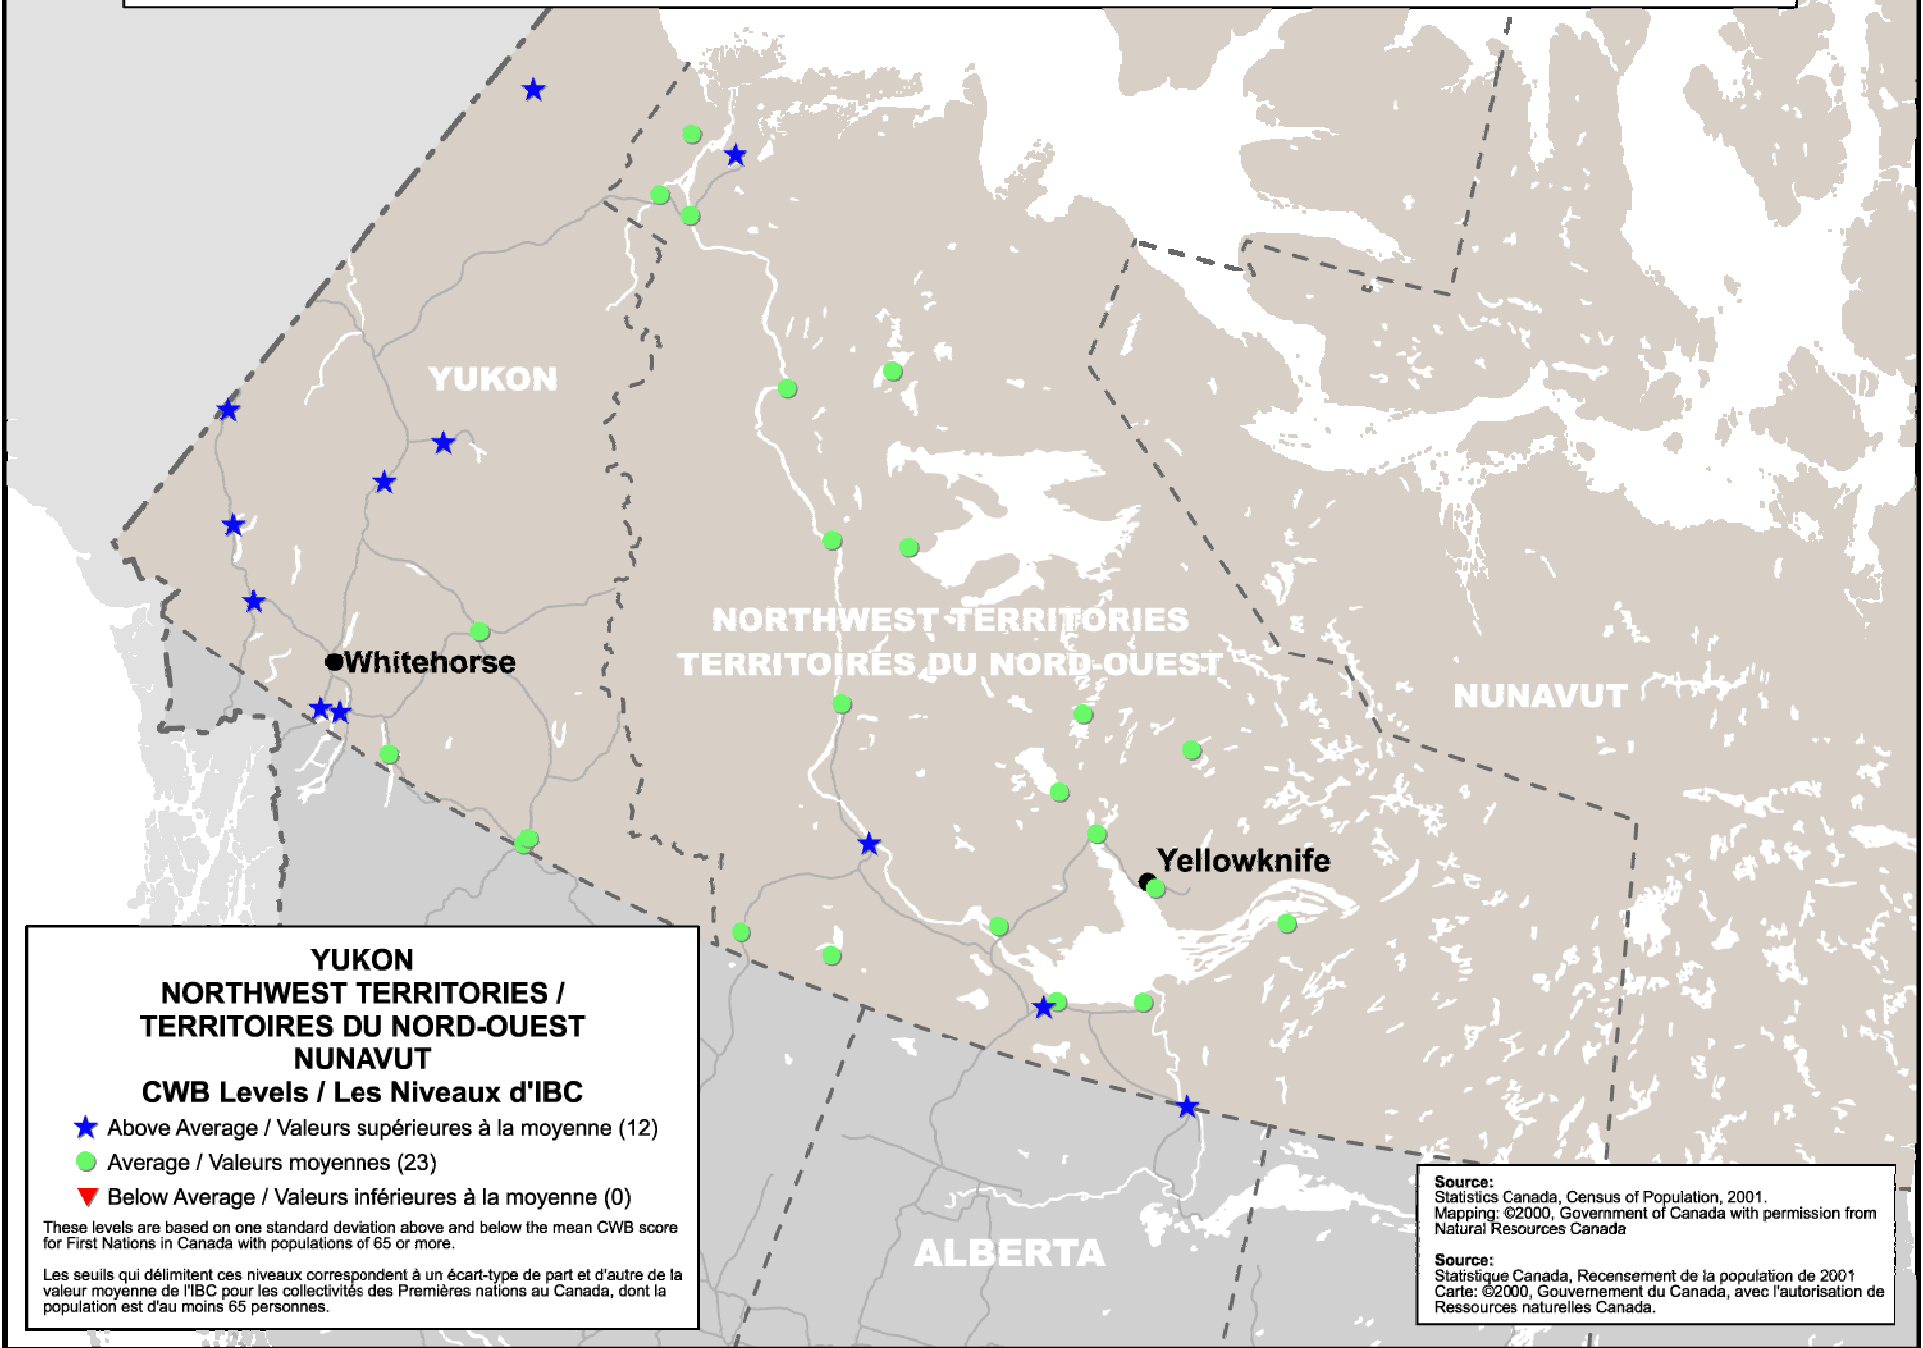 YUKON
NORTHWEST TERRITORIES
TERRITOIRES DU NORD-OUEST
Whitehorse
NUNAVUT
Yellowknife
ALBERTA
YUKON
NORTHWEST TERRITORIES /
TERRITOIRES DU NORD-OUEST
NUNAVUT
CWB Levels / Les Niveaux d'IBC
Above Average / Valeurs supérieures à la moyenne (12)
Average / Valeurs moyennes (23)
Below Average / Valeurs inférieures à la moyenne (0)
These levels are based on one standard deviation above and below the mean CWB score
for First Nations in Canada with populations of 65 or more.
Les seuils qui délimitent ces niveaux correspondent à un écart-type de part et d'autre de la
valeur moyenne de l'IBC pour les collectivités des Premières nations au Canada, dont la
population est d'au moins 65 personnes.
Source:
Statistics Canada, Census of Population, 2001.
Mapping: ©2000, Government of Canada with permission from
Natural Resources Canada
Source:
Statistique Canada, Recensement de la population de 2001
Carte: ©2000, Gouvernement du Canada, avec l'autorisation de
Ressources naturelles Canada.